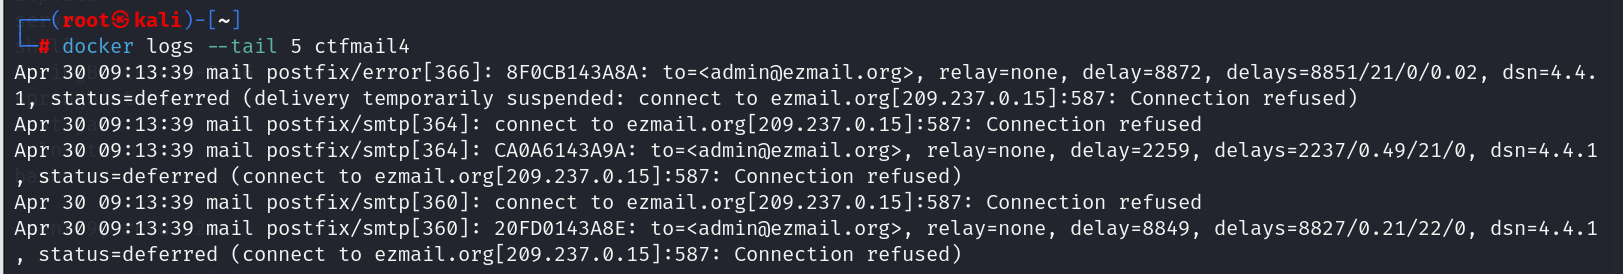 ┌──(root㉿kali)-[~]
└─# docker logs --tail 5 ctfmail4
Apr 30 09:13:39 mail postfix/error[366]: 8F0CB143A8A: to=<admin@ezmail.org>, relay=none, delay=8872, delays=8851/21/0/0.02, dsn=4.4.
1, status=deferred (delivery temporarily suspended: connect to ezmail.org[209.237.0.15]:587: Connection refused)
Apr 30 09:13:39 mail postfix/smtp[364]: connect to ezmail.org[209.237.0.15]:587: Connection refused
Apr 30 09:13:39 mail postfix/smtp[364]: CA0A6143A9A: to=<admin@ezmail.org>, relay=none, delay=2259, delays=2237/0.49/21/0, dsn=4.4.1
, status=deferred (connect to ezmail.org[209.237.0.15]:587: Connection refused)
Apr 30 09:13:39 mail postfix/smtp[360]: connect to ezmail.org[209.237.0.15]:587: Connection refused
Apr 30 09:13:39 mail postfix/smtp[360]: 20FD0143A8E: to=<admin@ezmail.org>, relay=none, delay=8849, delays=8827/0.21/22/0, dsn=4.4.1
, status=deferred (connect to ezmail.org[209.237.0.15]:587: Connection refused)